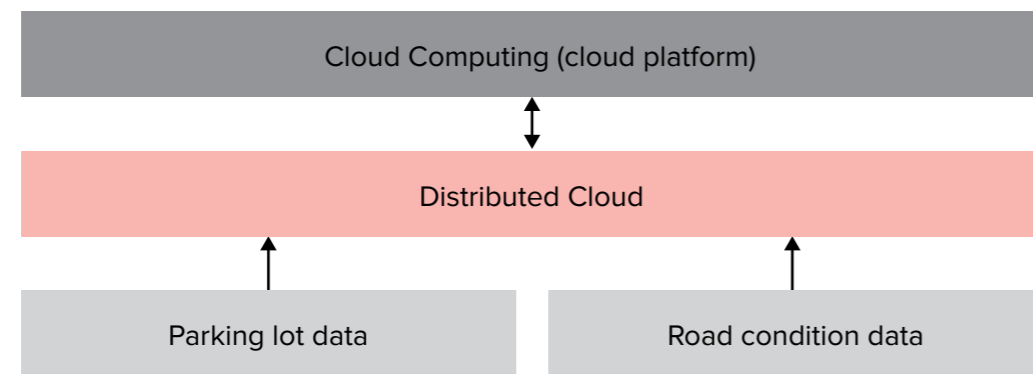 Cloud Computing (cloud platform)
Distributed Cloud
Parking lot data
Road condition data